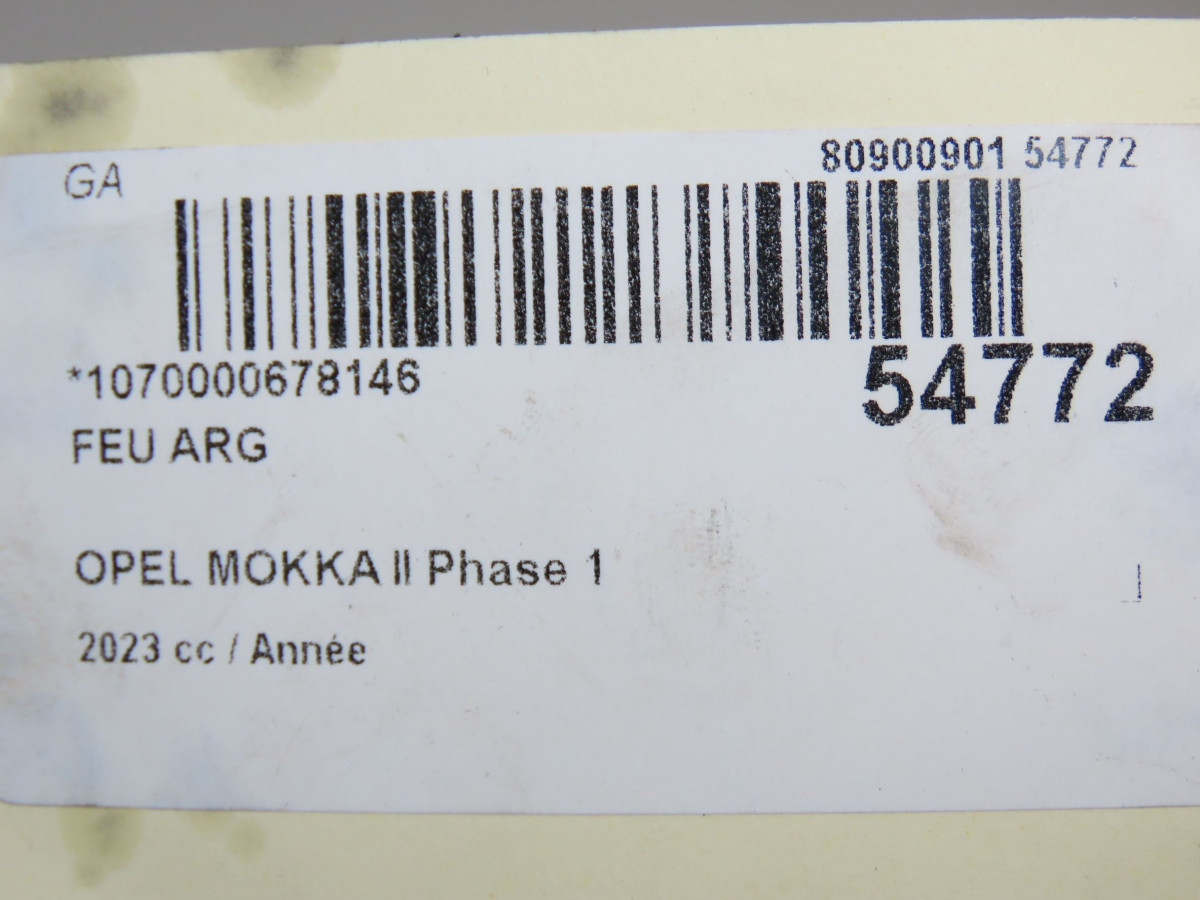 GA
80900901 54772
*1070000678146
54772
FEU ARG
OPEL MOKKA II Phase 1
2023 cc / Année